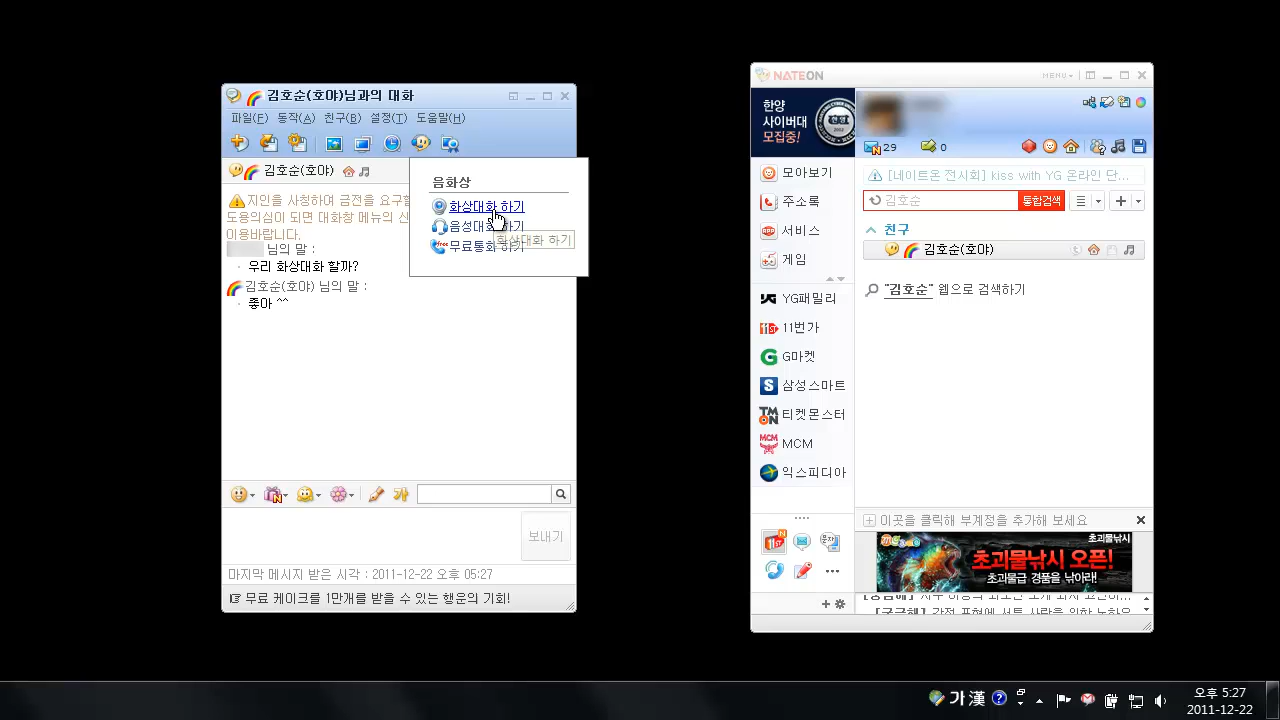 김호순(호야)님과의 대화
파일(F) 동작(A) 친구(B) 설정(T) 도움말(H)
김호순(호야)
지인을 사칭하여 금전을 요구
도용의심이 되면 대화창 메뉴의 신
이용바랍니다.
님의 말 :
우리 화상대화 할까?
김호순(호야) 님의 말 :
좋아 ^^
음화상
화상대화 하기
음성대화 하기
무료통화 하기
화상대화 하기
보내기
마지막 메시지 받은 시각 : 2011-12-22 오후 05:27
무료 케이크를 1만개를 받을 수 있는 행운의 기회!
NATEON
MENU
한양
사이버대
모집중!
29
0
모아보기
주소록
서비스
게임
YG패밀리
11번가
G마켓
삼성스마트
티켓몬스터
MCM
익스피디아
[네이트온 전시회] kiss with YG 온라인 단...
김호순
통합검색
친구
김호순(호야)
"김호순" 웹으로 검색하기
이곳을 클릭해 부계정을 추가해 보세요
초괴물낚시
초괴물낚시 오픈!
초괴물급 경품을 낚아라!
가 漢
오후 5:27
2011-12-22